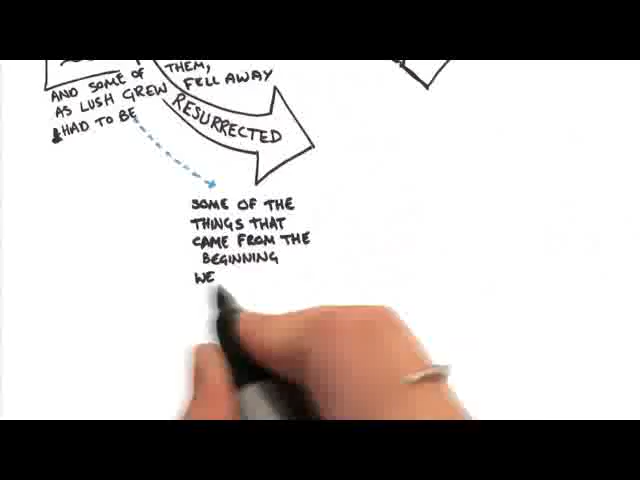 THEM,
FELL AWAY
AND SOME OF
AS LUSH GREW
HAD TO BE
RESURRECTED
SOME OF THE
THINGS THAT
CAME FROM THE
BEGINNING
WE